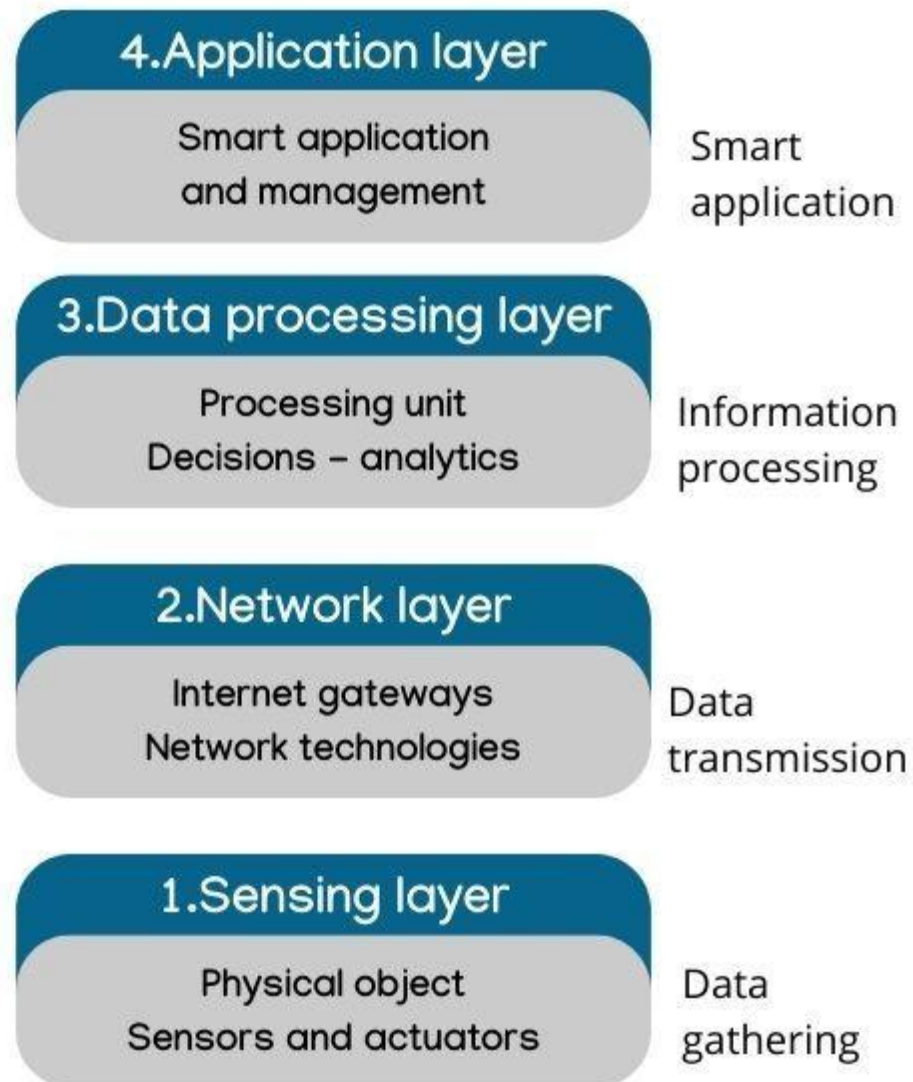 4.Application layer
Smart application
and management
Smart
application
3.Data processing layer
Processing unit
Decisions – analytics
Information
processing
2.Network layer
Internet gateways
Network technologies
Data
transmission
1.Sensing layer
Physical object
Sensors and actuators
Data
gathering